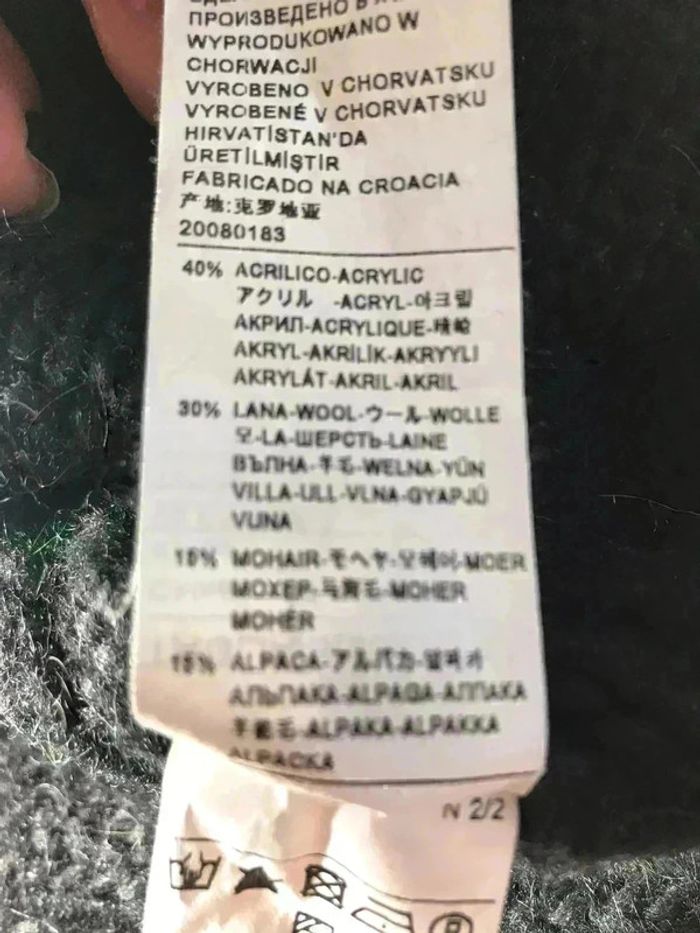 ПРОИЗВЕДЕНО В
WYPRODUKOWANO W
CHORWACJI
VYROBENO V CHORVATSKU
VYROBENÉ V CHORVATSKU
HIRVATİSTAN'DA
ÜRETİLMİŞTİR
FABRICADO NA CROACIA
产地:克罗地亚
20080183
40% ACRILICO-ACRYLIC
アクリル -ACRYL-아크릴
АКРИЛ-ACRYLIQUE-腈纶
AKRYL-AKRİLİK-AKRYYLI
AKRYLÁT-AKRIL-AKRIL
30% LANA-WOOL-ウール-WOLLE
모-LA-ШЕРСТЬ-LAINE
ВЪЛНА-羊毛-WELNA-YÜN
VILLA-ULL-VLNA-GYAPJÚ
VUNA
15% MOHAIR-モヘヤ-모헤어-MOER
МОХЕР-马海毛-MOHER
MOHÉR
15% ALPACA-アルパカ-알파카
АЛЬПАКА-ALPAGA-АЛПАКА
羊驼毛-ALPAKA-ALPAKKA
ALPACKA
N 2/2